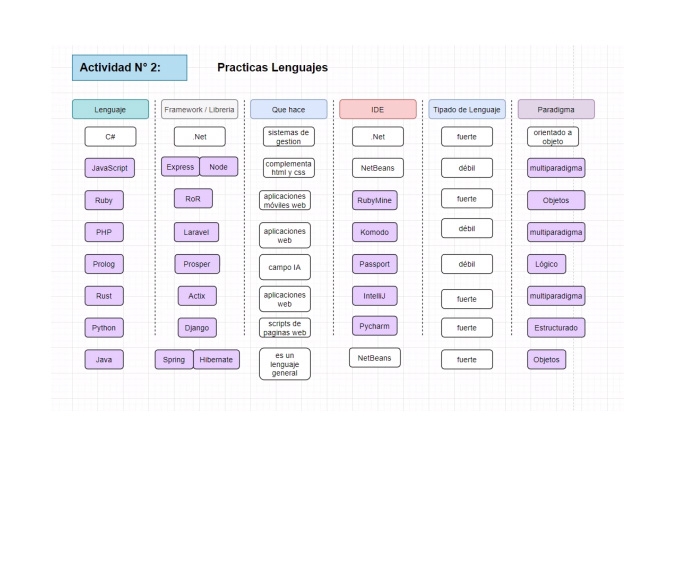 Actividad N° 2:
Practicas Lenguajes
Lenguaje
Framework / Libreria
Que hace
IDE
Tipado de Lenguaje
Paradigma
C#
.Net
sistemas de
gestion
.Net
fuerte
orientado a
objeto
JavaScript
Express
Node
complementa
html y css
NetBeans
débil
multiparadigma
Ruby
RoR
aplicaciones
móviles web
RubyMine
fuerte
Objetos
PHP
Laravel
aplicaciones
web
Komodo
débil
multiparadigma
Prolog
Prosper
campo IA
Passport
débil
Lógico
Rust
Actix
aplicaciones
web
IntelliJ
fuerte
multiparadigma
Python
Django
scripts de
paginas web
Pycharm
fuerte
Estructurado
Java
Spring
Hibernate
es un
lenguaje
general
NetBeans
fuerte
Objetos